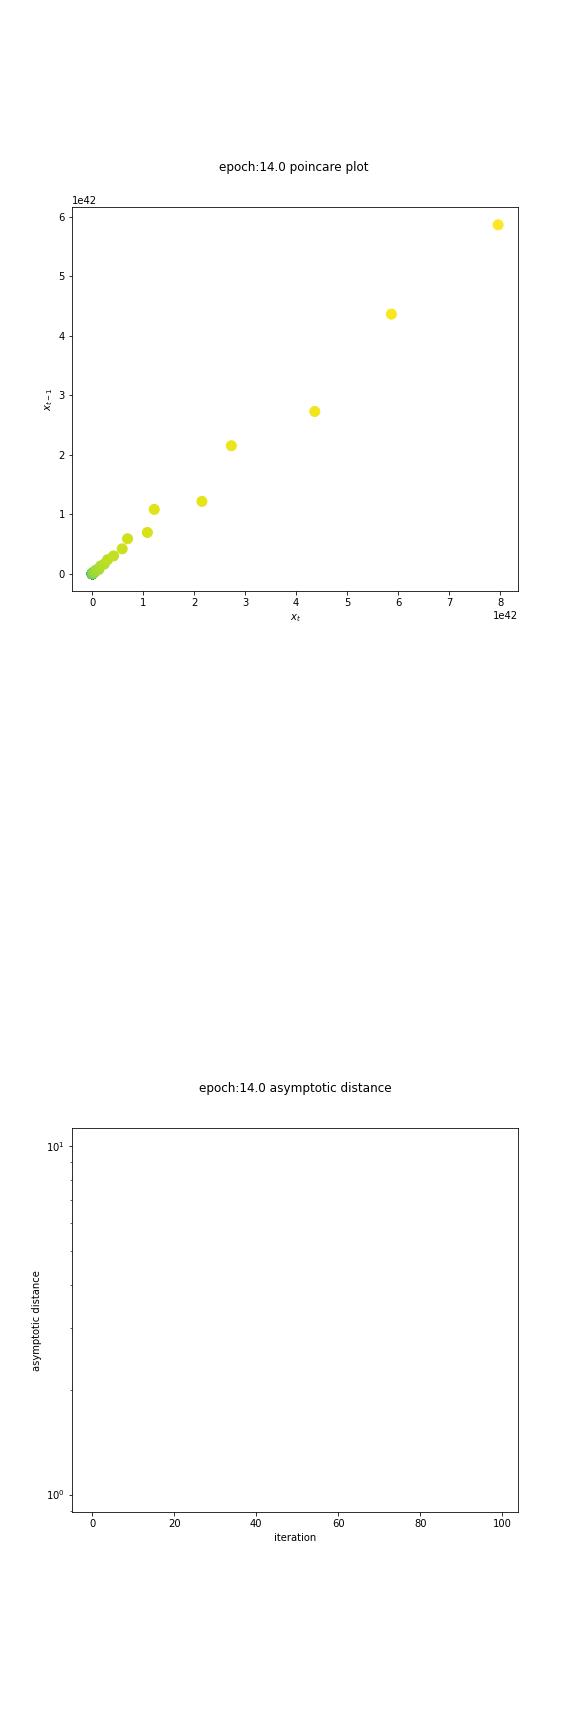 epoch:14.0 poincare plot
1e42
6
5
4
3
2
1
0
x_{t-1}
0 1 2 3 4 5 6 7 8
x_t
1e42
epoch:14.0 asymptotic distance
10^1
10^0
asymptotic distance
0 20 40 60 80 100
iteration